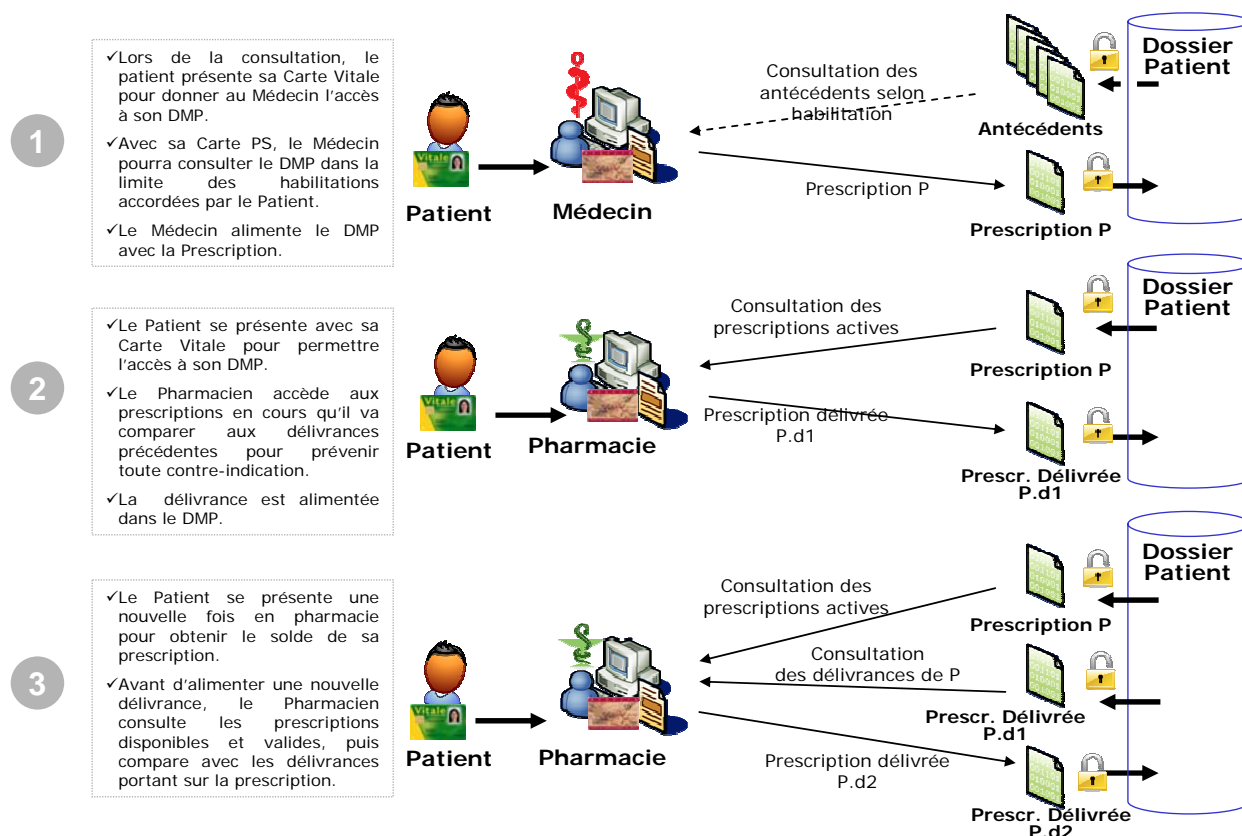 1
✓Lors de la consultation, le
patient présente sa Carte Vitale
pour donner au Médecin l'accès
à son DMP.
✓Avec sa Carte PS, le Médecin
pourra consulter le DMP dans la
limite des habilitations
accordées par le Patient.
✓Le Médecin alimente le DMP
avec la Prescription.
Vitale
Patient
Médecin
Consultation des
antécédents selon
habilitation
Prescription P
Antécédents
Prescription P
Dossier
Patient
2
✓Le Patient se présente avec sa
Carte Vitale pour permettre
l'accès à son DMP.
✓Le Pharmacien accède aux
prescriptions en cours qu'il va
comparer aux délivrances
précédentes pour prévenir
toute contre-indication.
✓La délivrance est alimentée
dans le DMP.
Vitale
Patient
Pharmacie
Consultation des
prescriptions actives
Prescription délivrée
P.d1
Prescription P
Prescr. Délivrée
P.d1
Dossier
Patient
3
✓Le Patient se présente une
nouvelle fois en pharmacie
pour obtenir le solde de sa
prescription.
✓Avant d'alimenter une nouvelle
délivrance, le Pharmacien
consulte les prescriptions
disponibles et valides, puis
compare avec les délivrances
portant sur la prescription.
Vitale
Patient
Pharmacie
Consultation des
prescriptions actives
Consultation
des délivrances de P
Prescription délivrée
P.d2
Prescription P
Prescr. Délivrée
P.d1
Prescr. Délivrée
P.d2
Dossier
Patient